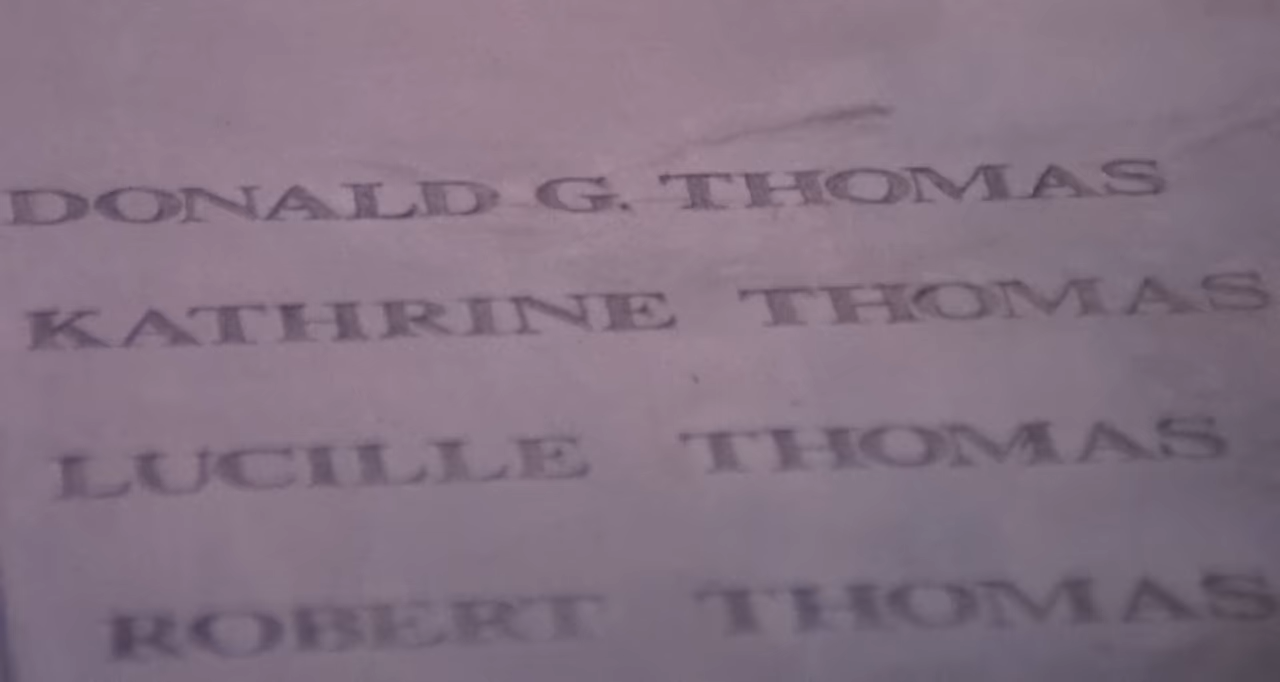 DONALD G. THOMAS
KATHRINE THOMAS
LUCILLE THOMAS
ROBERT THOMAS